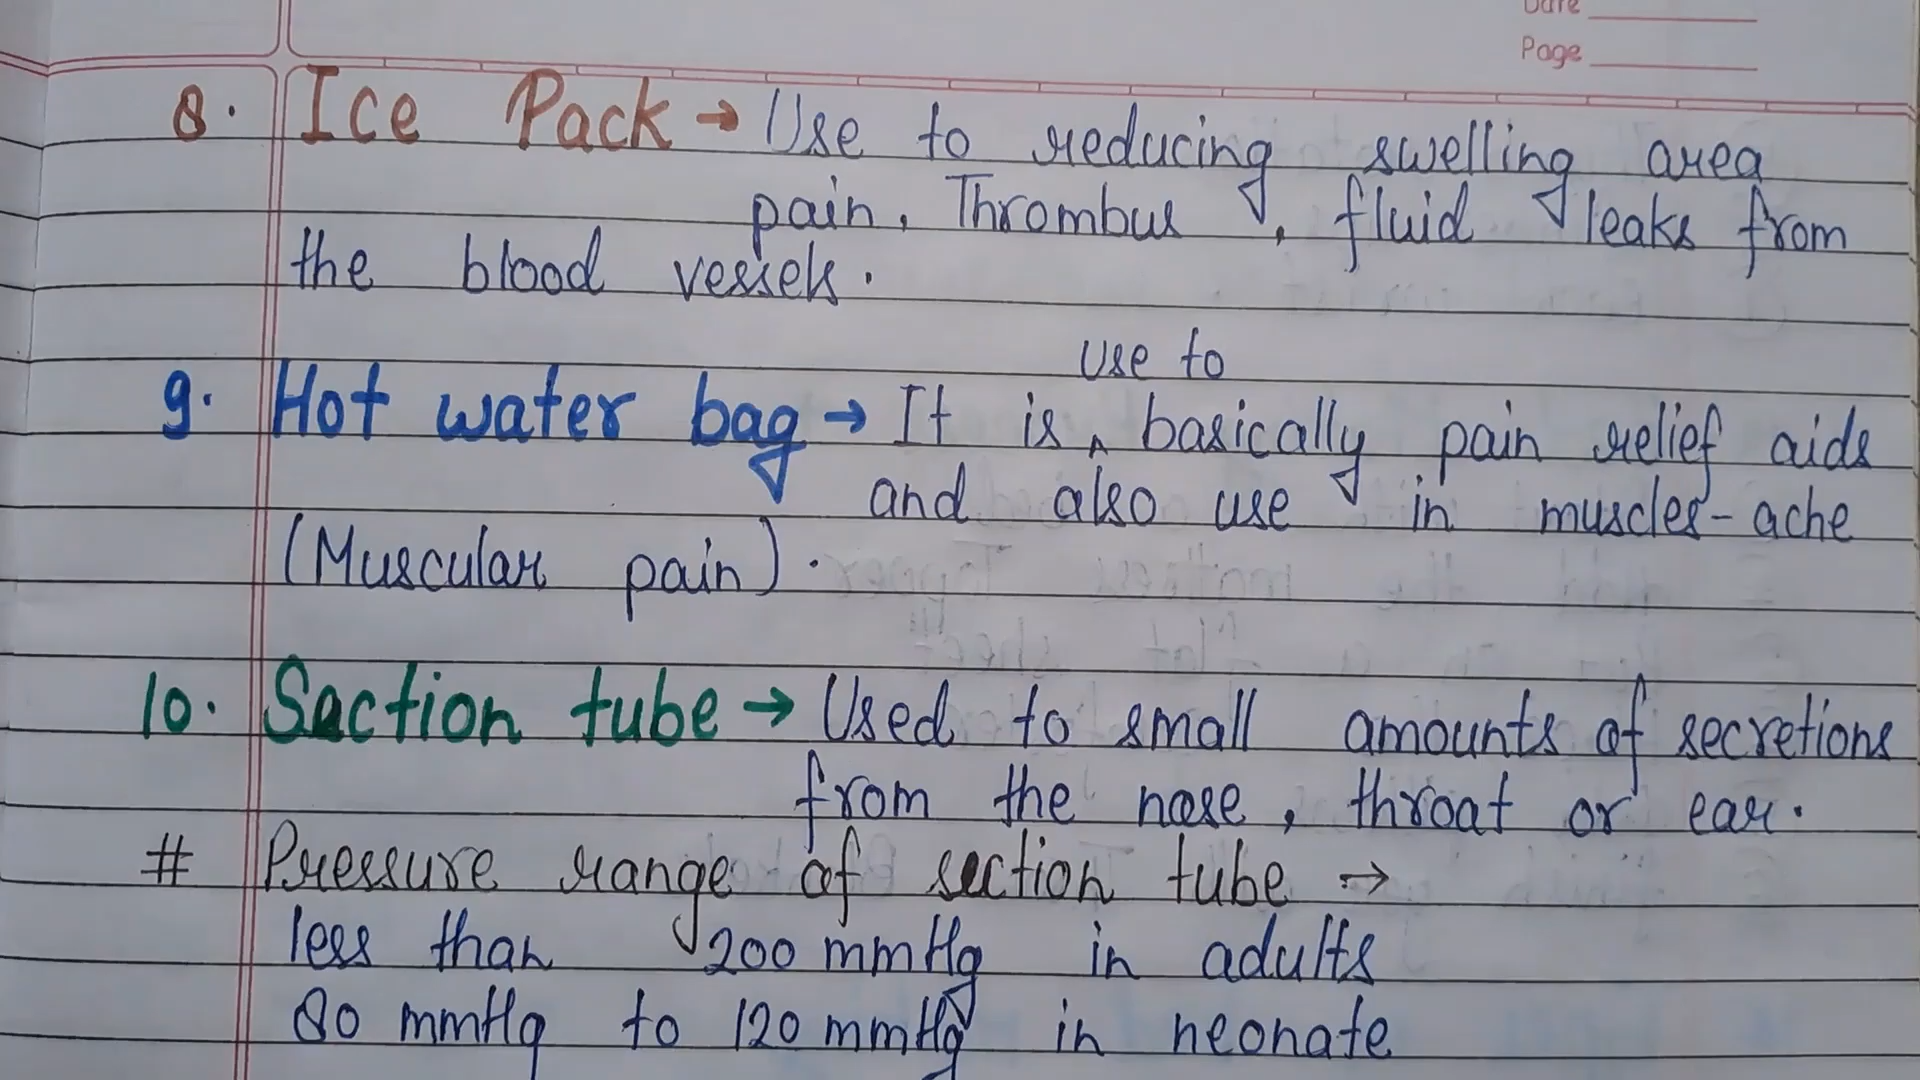 Date
Page
8. Ice Pack → Use to reducing swelling area
pain, Thrombus, fluid leaks from
the blood vessels.
use to
9. Hot water bag → It is ^ basically pain relief aids
and also use in muscles-ache
(Muscular pain).
10. Suction tube → Used to small amounts of secretions
from the nose, throat or ear.
# Pressure range of suction tube →
less than 200 mmHg in adults
80 mmHg to 120 mmHg in neonate